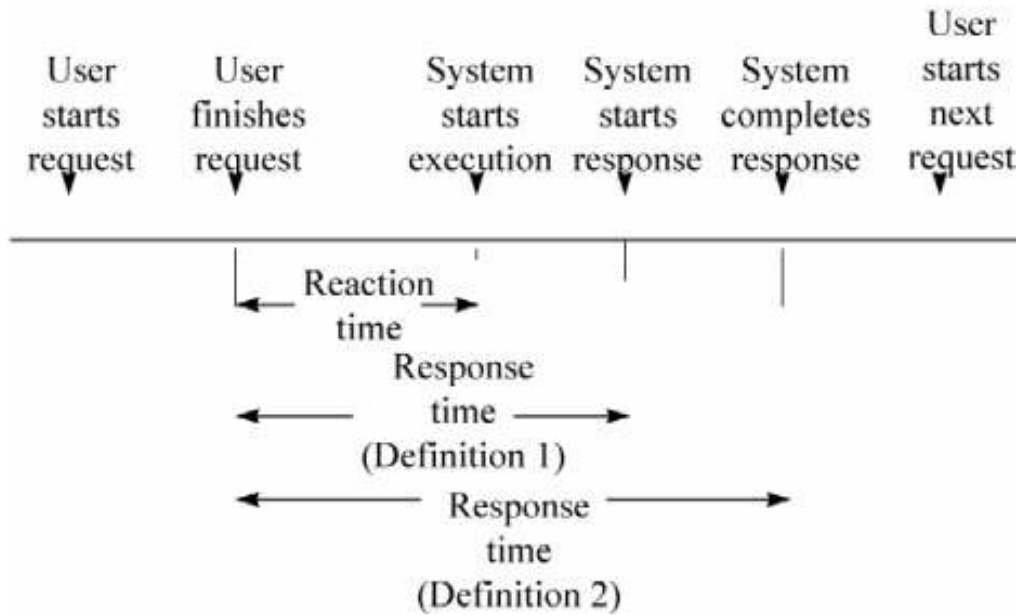 User
starts
request
User
finishes
request
System
starts
execution
System
starts
response
System
completes
response
User
starts
next
request
Reaction
time
Response
time
(Definition 1)
Response
time
(Definition 2)